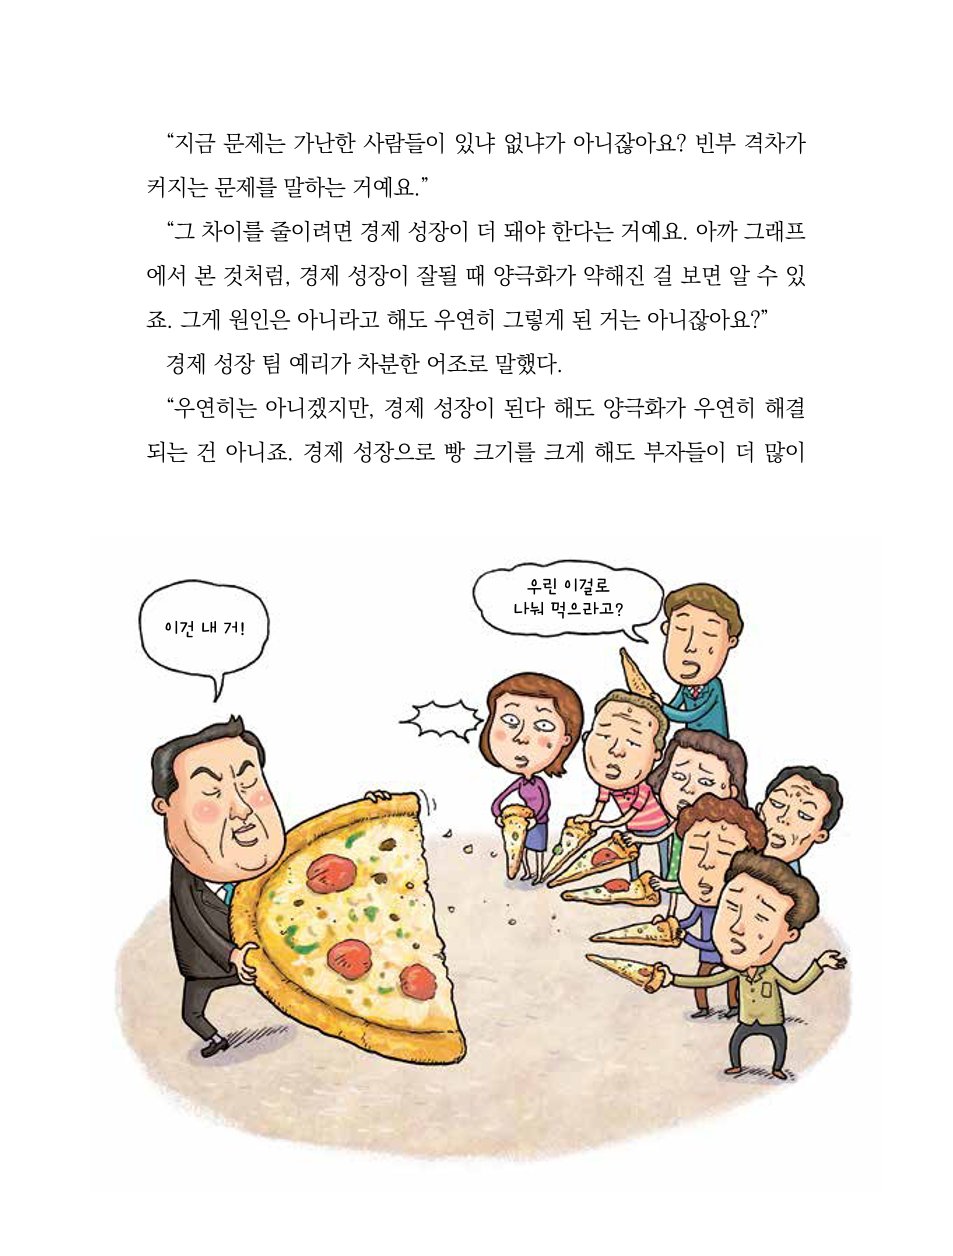 “지금 문제는 가난한 사람들이 있냐 없냐가 아니잖아요? 빈부 격차가
커지는 문제를 말하는 거예요.”
“그 차이를 줄이려면 경제 성장이 더 돼야 한다는 거예요. 아까 그래프
에서 본 것처럼, 경제 성장이 잘될 때 양극화가 약해진 걸 보면 알 수 있
죠. 그게 원인은 아니라고 해도 우연히 그렇게 된 거는 아니잖아요?”
경제 성장 팀 예리가 차분한 어조로 말했다.
“우연히는 아니겠지만, 경제 성장이 된다 해도 양극화가 우연히 해결
되는 건 아니죠. 경제 성장으로 빵 크기를 크게 해도 부자들이 더 많이
이건 내 거!
우린 이걸로
나눠 먹으라고?